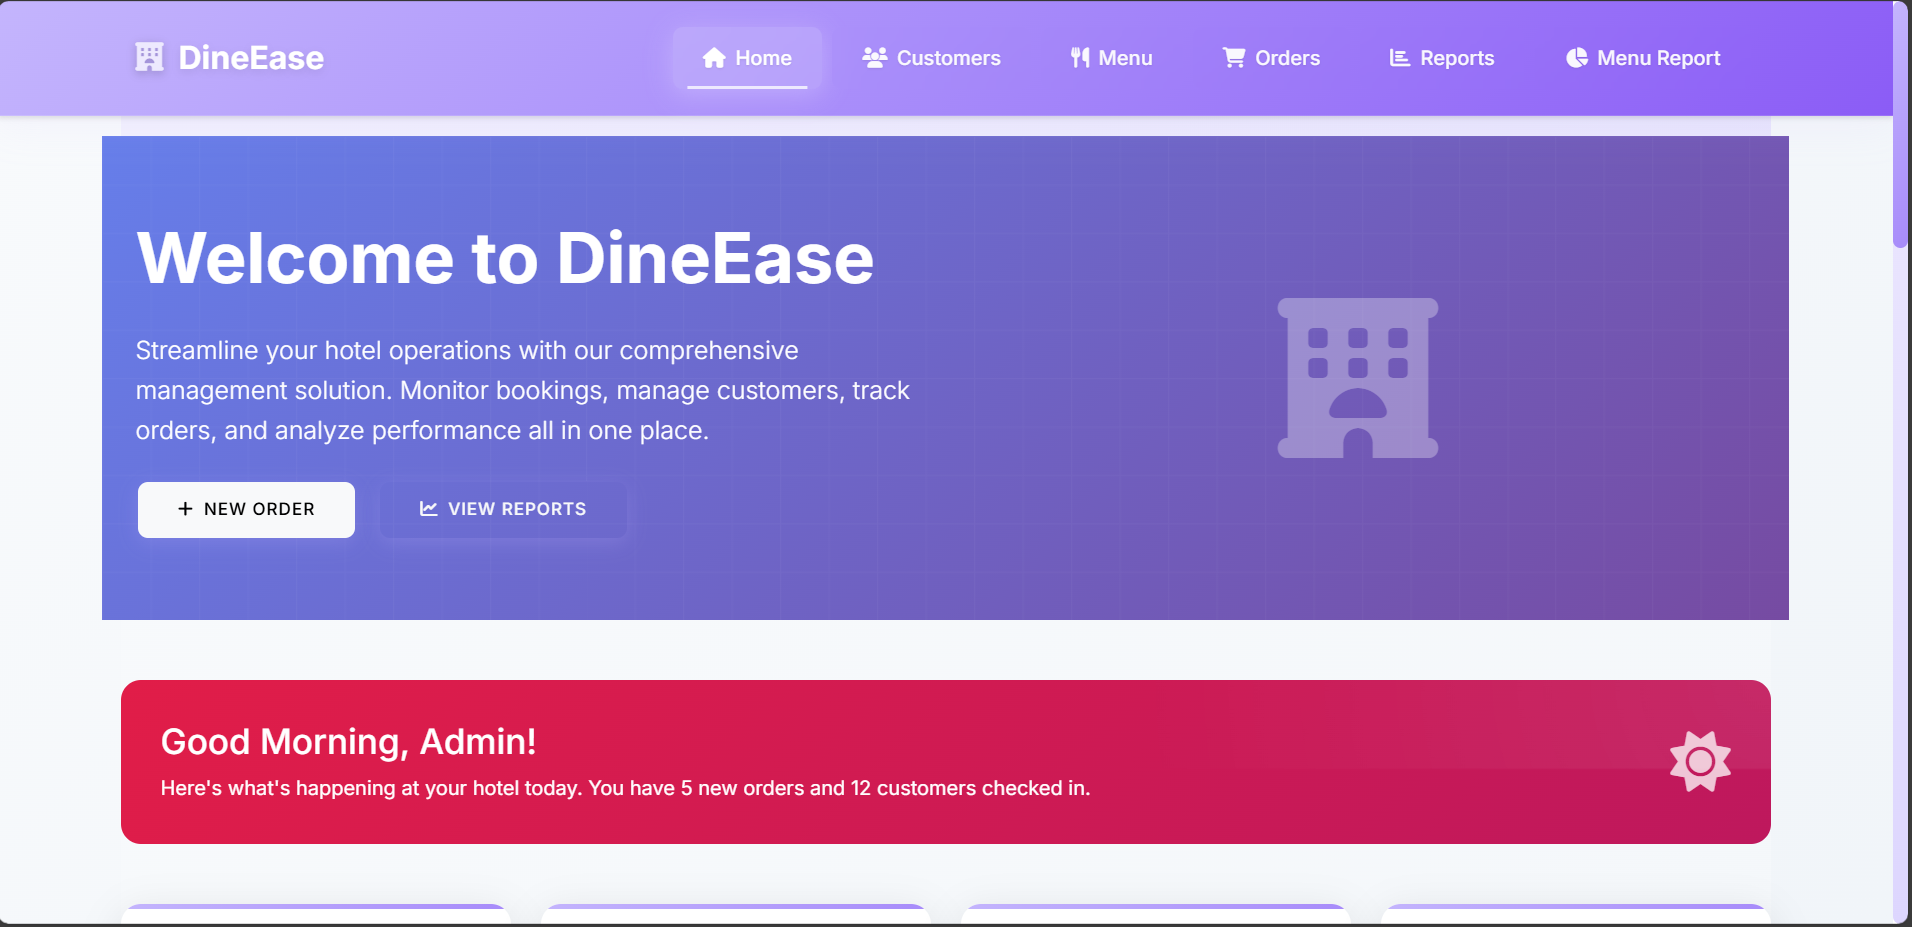 DineEase
Home
Customers
Menu
Orders
Reports
Menu Report
Welcome to DineEase
Streamline your hotel operations with our comprehensive
management solution. Monitor bookings, manage customers, track
orders, and analyze performance all in one place.
NEW ORDER
VIEW REPORTS
Good Morning, Admin!
Here's what's happening at your hotel today. You have 5 new orders and 12 customers checked in.